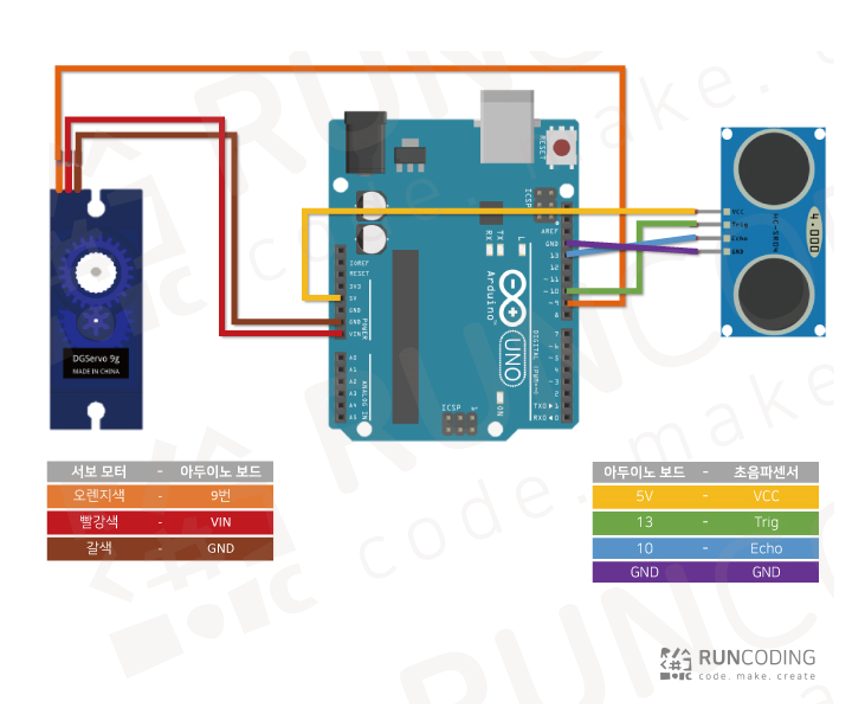 RESET
ICSP
AREF
GND
13
12
~11
~10
~9
8
7
~6
~5
4
~3
2
TXD ▶ 1
RXD ◀ 0
DIGITAL (PWM~)
TX
RX
L
Arduino™
UNO
ON
ICSP
IOREF
RESET
3V3
5V
GND
GND
VIN
POWER
A0
A1
A2
A3
A4
A5
ANALOG IN
DGServo 9g
MADE IN CHINA
VCC
Trig
Echo
GND
HC-SR04
4.000
서보 모터 - 아두이노 보드
오렌지색 - 9번
빨강색 - VIN
갈색 - GND
아두이노 보드 - 초음파센서
5V - VCC
13 - Trig
10 - Echo
GND GND
RUNCODING
code. make. create